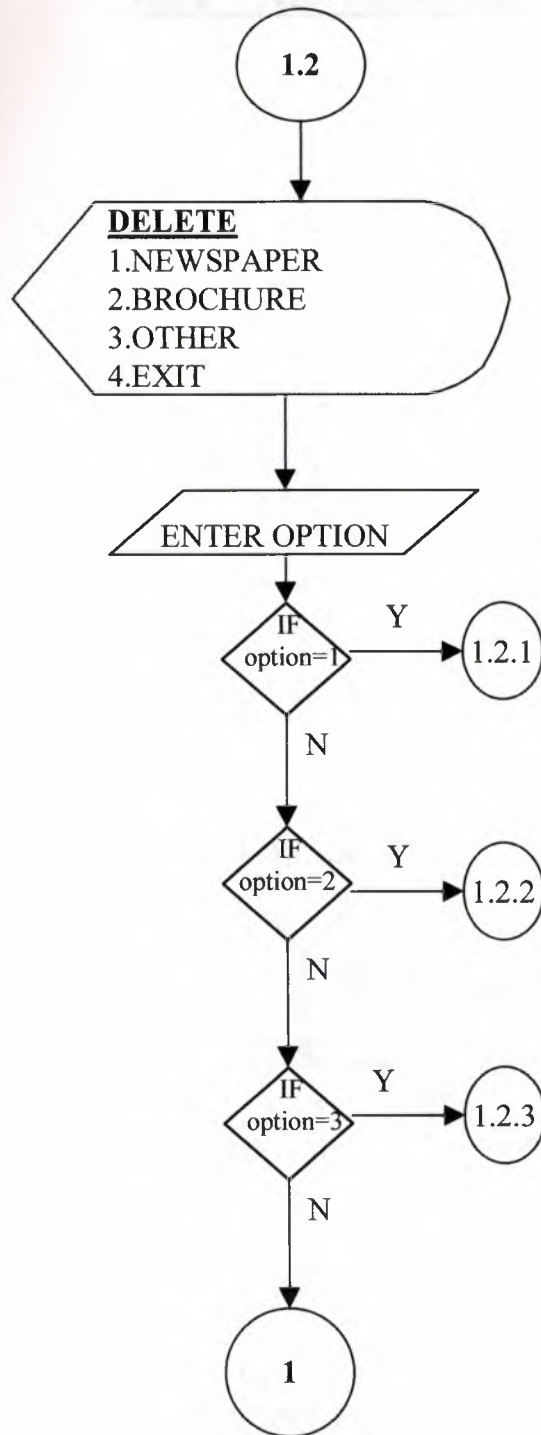 1.2
DELETE
1.NEWSPAPER
2.BROCHURE
3.OTHER
4.EXIT
ENTER OPTION
IF
option=1
Y
1.2.1
N
IF
option=2
Y
1.2.2
N
IF
option=3
Y
1.2.3
N
1